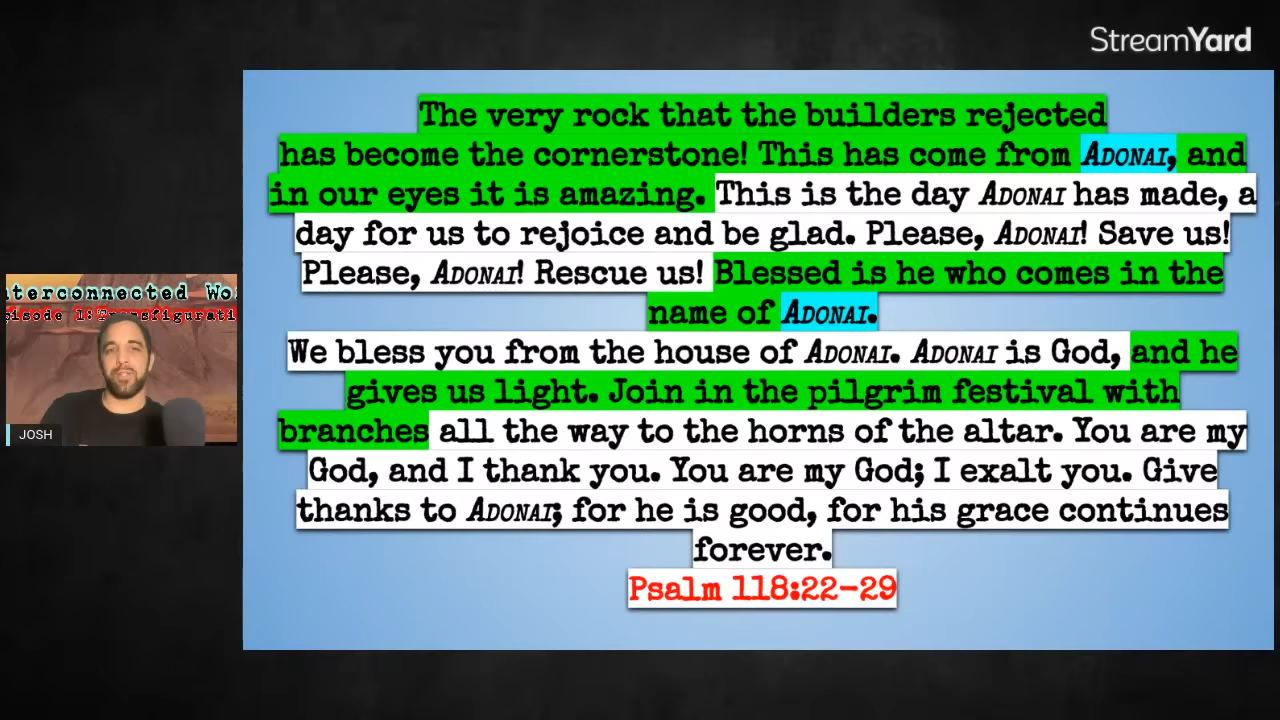 StreamYard
The very rock that the builders rejected
has become the cornerstone! This has come from ADONAI, and
in our eyes it is amazing. This is the day ADONAI has made, a
day for us to rejoice and be glad. Please, ADONAI! Save us!
Please, ADONAI! Rescue us! Blessed is he who comes in the
name of ADONAI.
We bless you from the house of ADONAI. ADONAI is God, and he
gives us light. Join in the pilgrim festival with
branches all the way to the horns of the altar. You are my
God, and I thank you. You are my God; I exalt you. Give
thanks to ADONAI; for he is good, for his grace continues
forever.
Psalm 118:22-29
nterconnected Wo
pisode 1:Transfigurati
JOSH